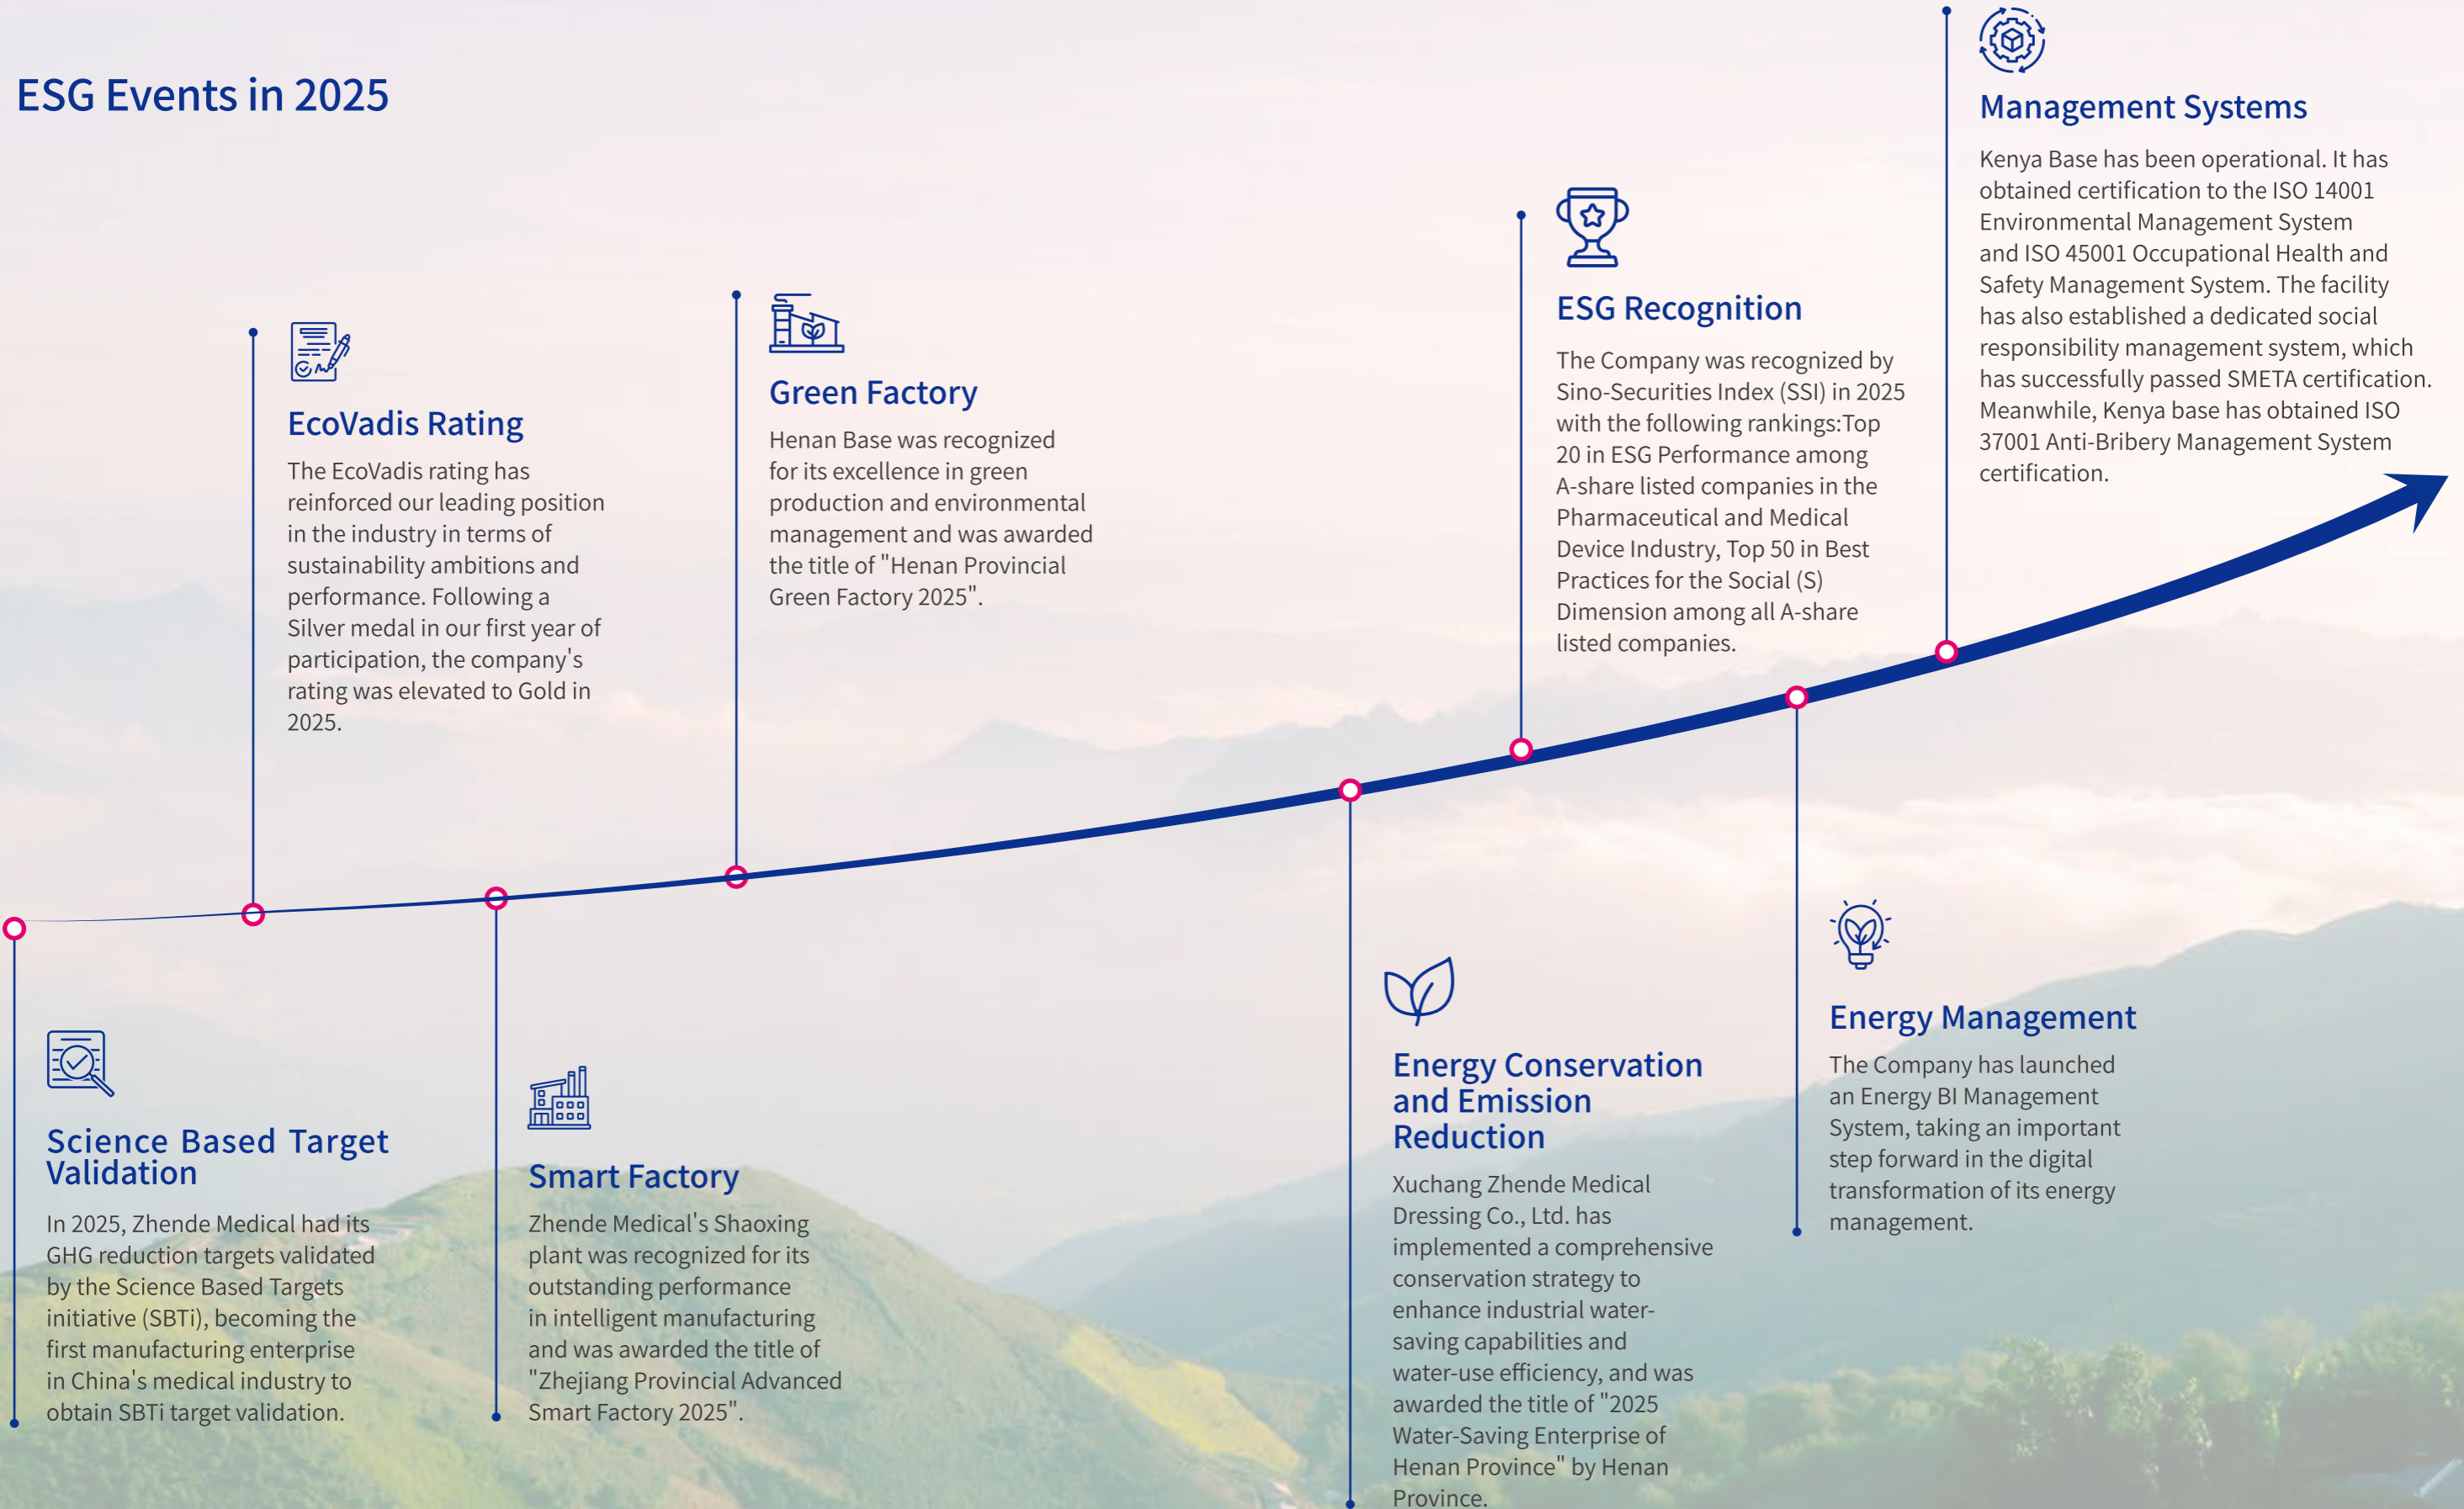 ESG Events in 2025
Science Based Target
Validation
In 2025, Zhende Medical had its
GHG reduction targets validated
by the Science Based Targets
initiative (SBTi), becoming the
first manufacturing enterprise
in China's medical industry to
obtain SBTi target validation.
EcoVadis Rating
The EcoVadis rating has
reinforced our leading position
in the industry in terms of
sustainability ambitions and
performance. Following a
Silver medal in our first year of
participation, the company's
rating was elevated to Gold in
2025.
Smart Factory
Zhende Medical's Shaoxing
plant was recognized for its
outstanding performance
in intelligent manufacturing
and was awarded the title of
"Zhejiang Provincial Advanced
Smart Factory 2025".
Green Factory
Henan Base was recognized
for its excellence in green
production and environmental
management and was awarded
the title of "Henan Provincial
Green Factory 2025".
Energy Conservation
and Emission
Reduction
Xuchang Zhende Medical
Dressing Co., Ltd. has
implemented a comprehensive
conservation strategy to
enhance industrial water-
saving capabilities and
water-use efficiency, and was
awarded the title of "2025
Water-Saving Enterprise of
Henan Province" by Henan
Province.
ESG Recognition
The Company was recognized by
Sino-Securities Index (SSI) in 2025
with the following rankings:Top
20 in ESG Performance among
A-share listed companies in the
Pharmaceutical and Medical
Device Industry, Top 50 in Best
Practices for the Social (S)
Dimension among all A-share
listed companies.
Energy Management
The Company has launched
an Energy BI Management
System, taking an important
step forward in the digital
transformation of its energy
management.
Management Systems
Kenya Base has been operational. It has
obtained certification to the ISO 14001
Environmental Management System
and ISO 45001 Occupational Health and
Safety Management System. The facility
has also established a dedicated social
responsibility management system, which
has successfully passed SMETA certification.
Meanwhile, Kenya base has obtained ISO
37001 Anti-Bribery Management System
certification.